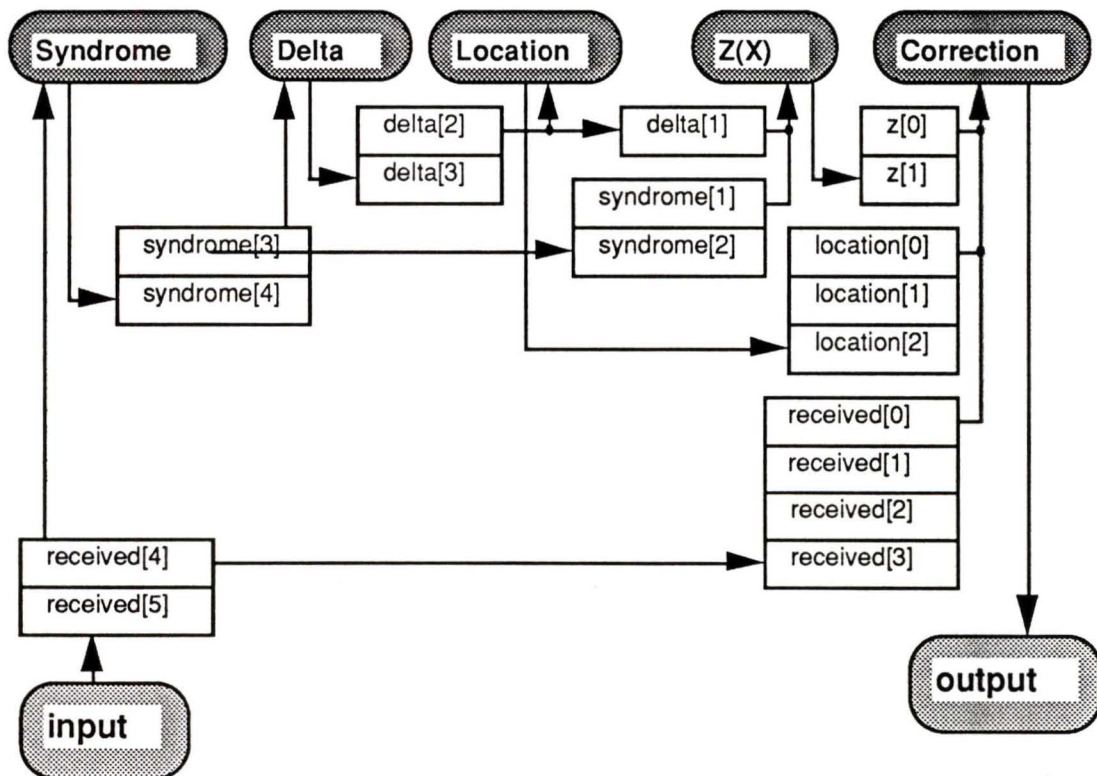 Syndrome
Delta
Location
Z(X)
Correction
delta[2]
delta[3]
delta[1]
z[0]
z[1]
syndrome[1]
syndrome[2]
syndrome[3]
syndrome[4]
location[0]
location[1]
location[2]
received[0]
received[1]
received[2]
received[3]
received[4]
received[5]
input
output